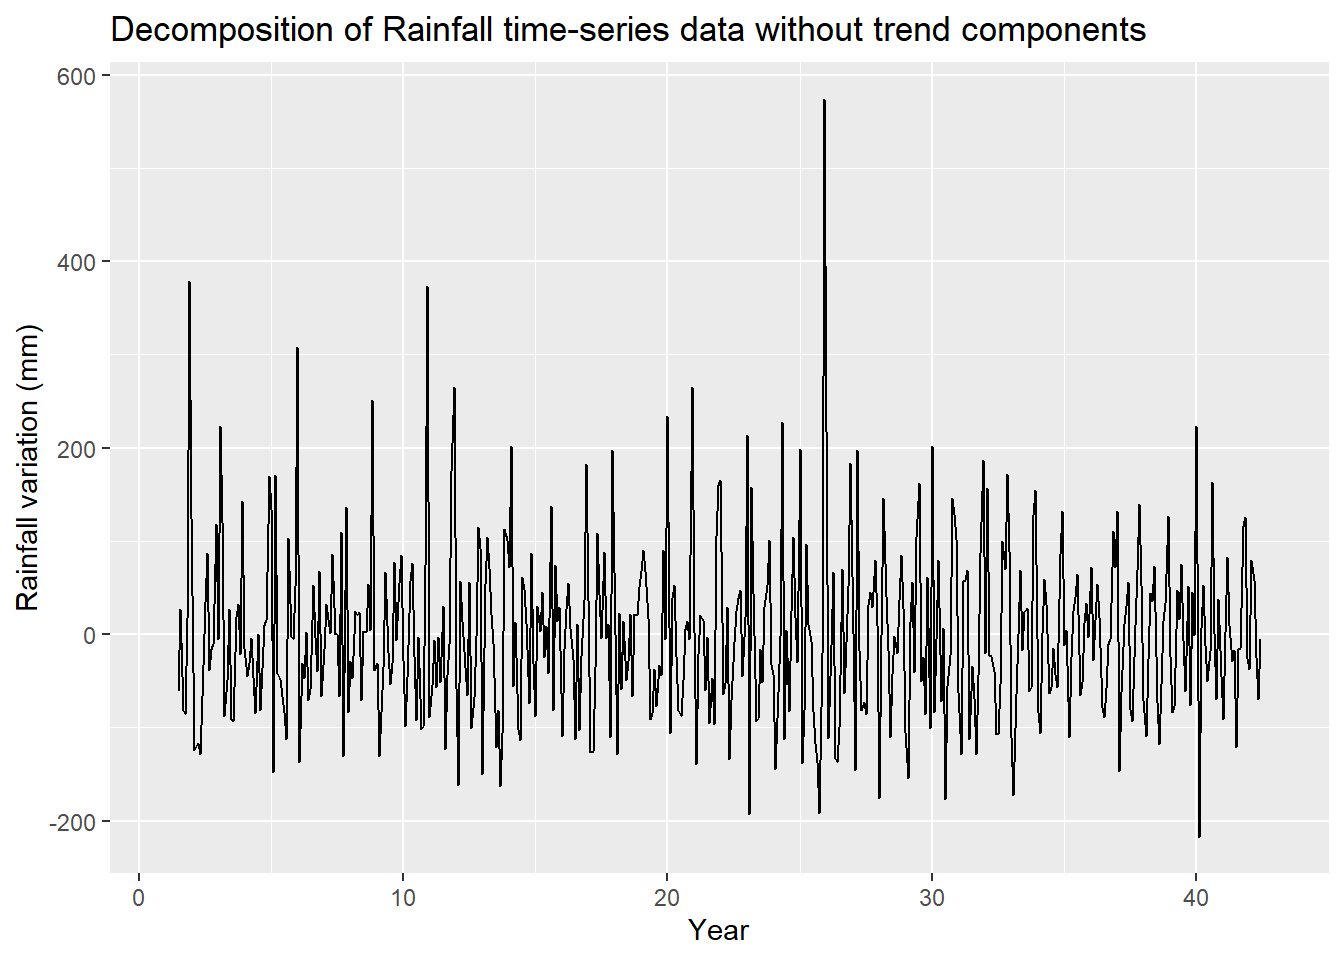 Decomposition of Rainfall time-series data without trend components
600
400
200
0
-200
Rainfall variation (mm)
0 10 20 30 40
Year